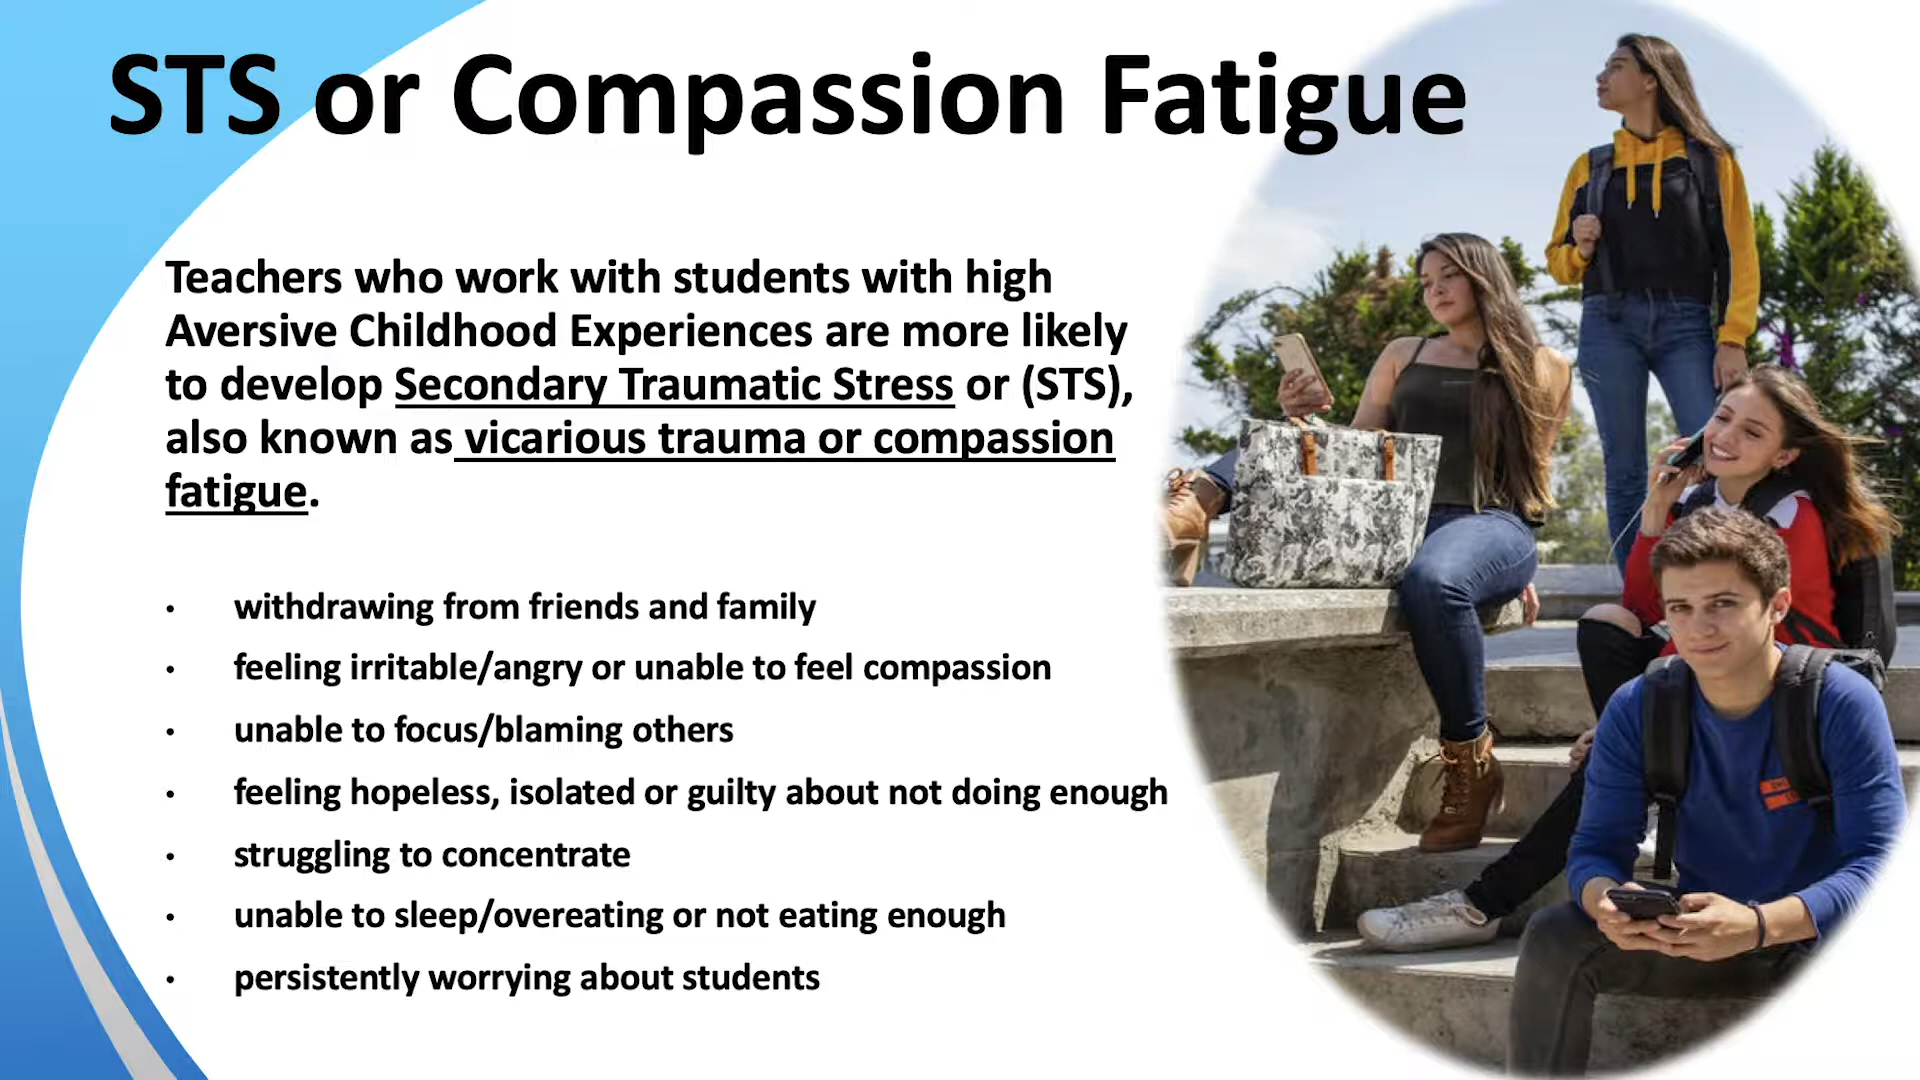 STS or Compassion Fatigue
Teachers who work with students with high
Aversive Childhood Experiences are more likely
to develop Secondary Traumatic Stress or (STS),
also known as vicarious trauma or compassion
fatigue.
• withdrawing from friends and family
• feeling irritable/angry or unable to feel compassion
• unable to focus/blaming others
• feeling hopeless, isolated or guilty about not doing enough
• struggling to concentrate
• unable to sleep/overeating or not eating enough
• persistently worrying about students